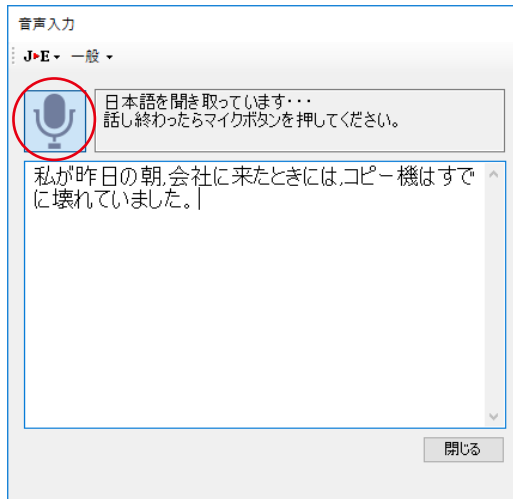 音声入力
J▸E▾ 一般▾
日本語を聞き取っています・・・
話し終わったらマイクボタンを押してください。
私が昨日の朝,会社に来たときには,コピー機はすで
に壊れていました。
閉じる